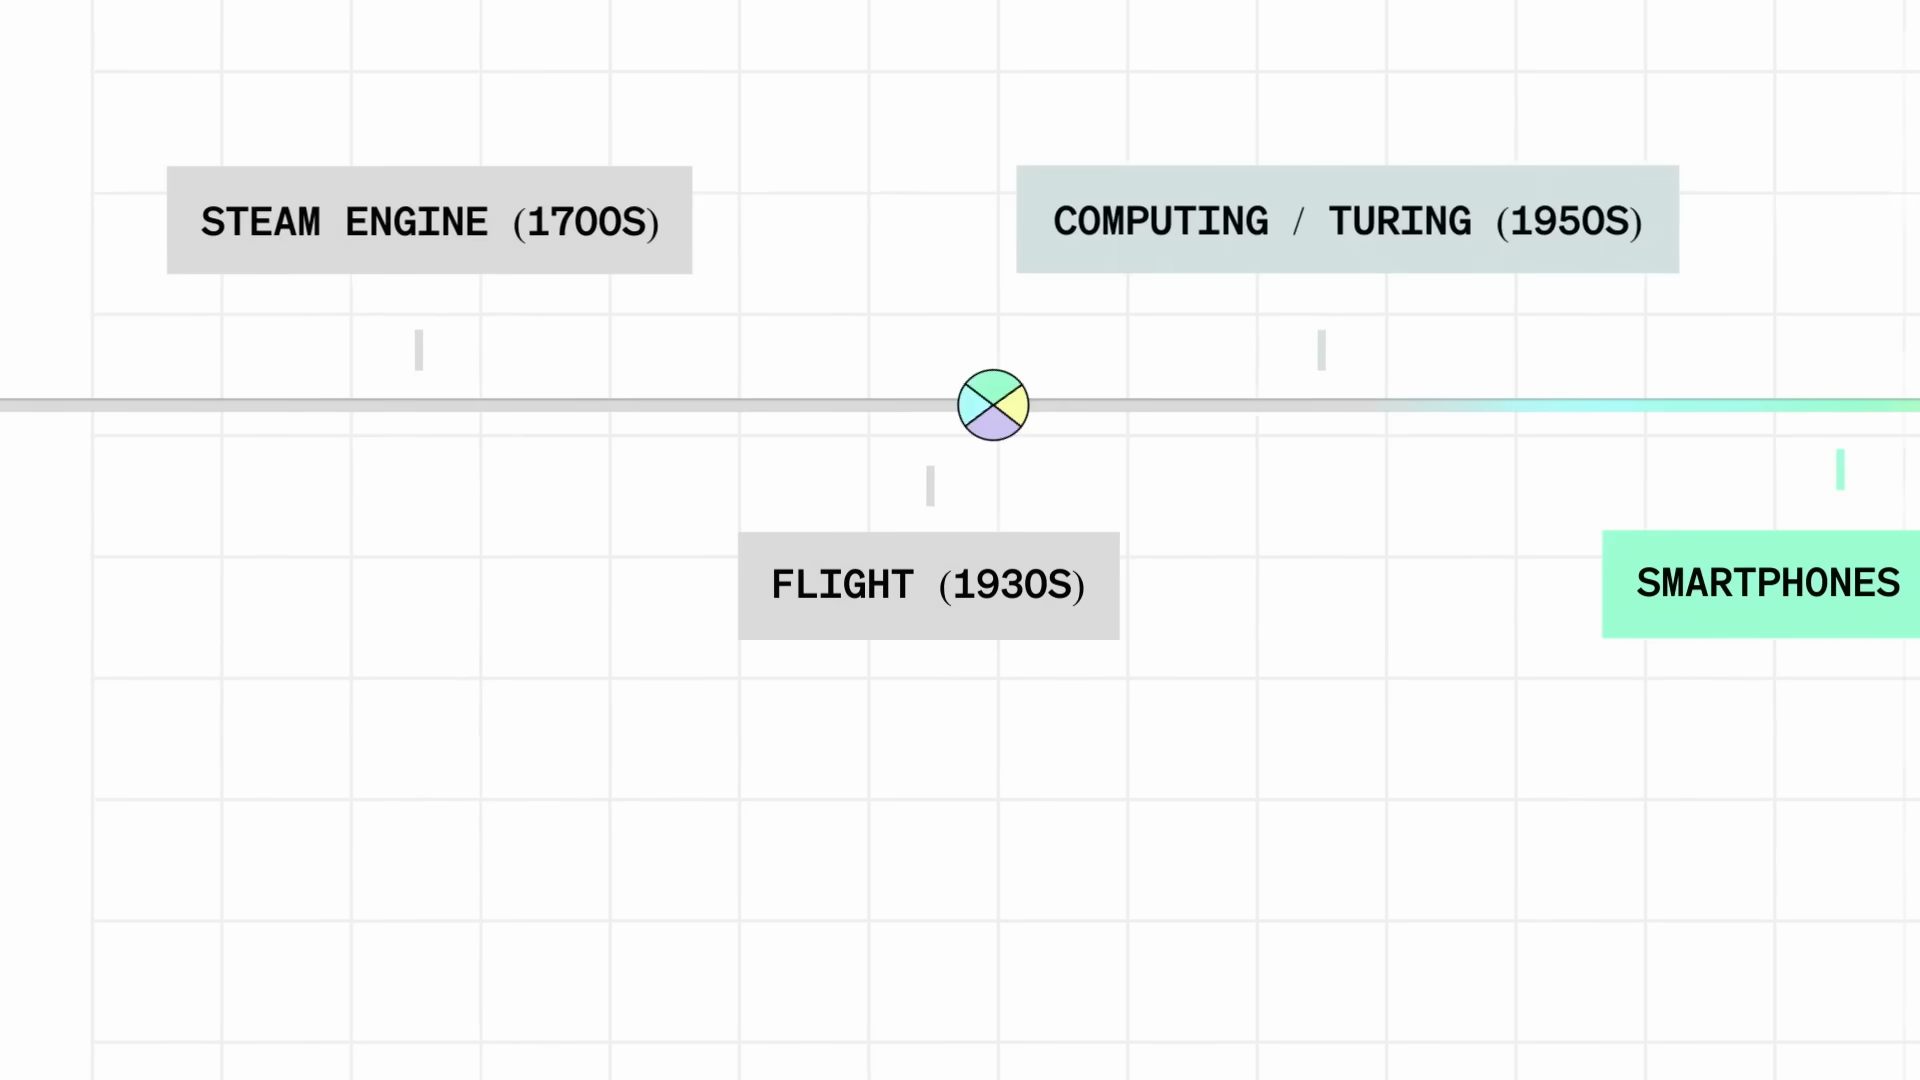 STEAM ENGINE (1700S)
COMPUTING / TURING (1950S)
FLIGHT (1930S)
SMARTPHONES